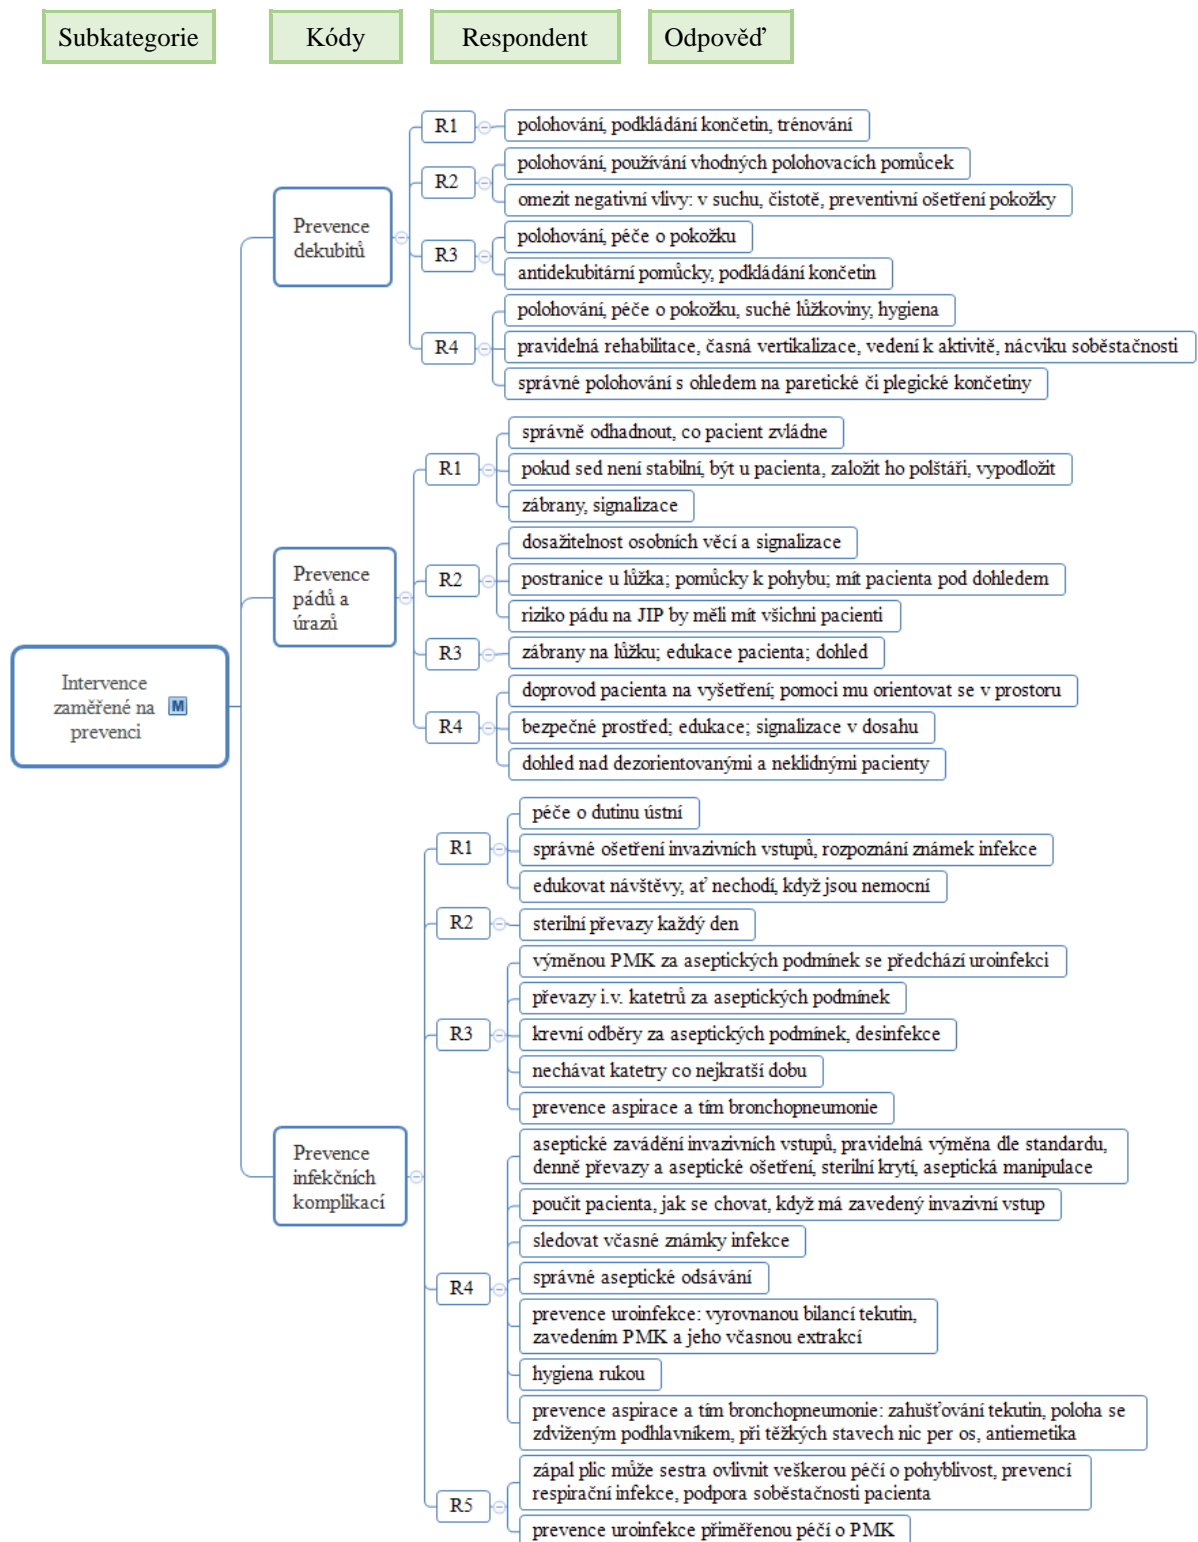 Subkategorie
Kódy
Respondent
Odpověď
Intervence
zaměřené na
prevenci
M
Prevence
dekubitů
R1
polohování, podkládání končetin, trénování
R2
polohování, používání vhodných polohovacích pomůcek
omezit negativní vlivy: v suchu, čistotě, preventivní ošetření pokožky
R3
polohování, péče o pokožku
antidekubitární pomůcky, podkládání končetin
R4
polohování, péče o pokožku, suché lůžkoviny, hygiena
pravidelná rehabilitace, časná vertikalizace, vedení k aktivitě, nácviku soběstačnosti
správné polohování s ohledem na paretické či plegické končetiny
Prevence
pádů a
úrazů
R1
správně odhadnout, co pacient zvládne
pokud sed není stabilní, být u pacienta, založit ho polštáři, vypodložit
zábrany, signalizace
R2
dosažitelnost osobních věcí a signalizace
postranice u lůžka; pomůcky k pohybu; mít pacienta pod dohledem
riziko pádu na JIP by měli mít všichni pacienti
R3
zábrany na lůžku; edukace pacienta; dohled
R4
doprovod pacienta na vyšetření; pomoci mu orientovat se v prostoru
bezpečné prostřed; edukace; signalizace v dosahu
dohled nad dezorientovanými a neklidnými pacienty
Prevence
infekčních
komplikací
R1
péče o dutinu ústní
správné ošetření invazivních vstupů, rozpoznání známek infekce
edukovat návštěvy, ať nechodí, když jsou nemocní
R2
sterilní převazy každý den
R3
výměnou PMK za aseptických podmínek se předchází uroinfekci
převazy i.v. katetrů za aseptických podmínek
krevní odběry za aseptických podmínek, desinfekce
nechávat katetry co nejkratší dobu
prevence aspirace a tím bronchopneumonie
R4
aseptické zavádění invazivních vstupů, pravidelná výměna dle standardu,
denně převazy a aseptické ošetření, sterilní krytí, aseptická manipulace
poučit pacienta, jak se chovat, když má zavedený invazivní vstup
sledovat včasné známky infekce
správné aseptické odsávání
prevence uroinfekce: vyrovnanou bilancí tekutin,
zavedením PMK a jeho včasnou extrakcí
hygiena rukou
prevence aspirace a tím bronchopneumonie: zahušťování tekutin, poloha se
zdviženým podhlavníkem, při těžkých stavech nic per os, antiemetika
R5
zápal plic může sestra ovlivnit veškerou péčí o pohyblivost, prevencí
respirační infekce, podpora soběstačnosti pacienta
prevence uroinfekce přiměřenou péčí o PMK